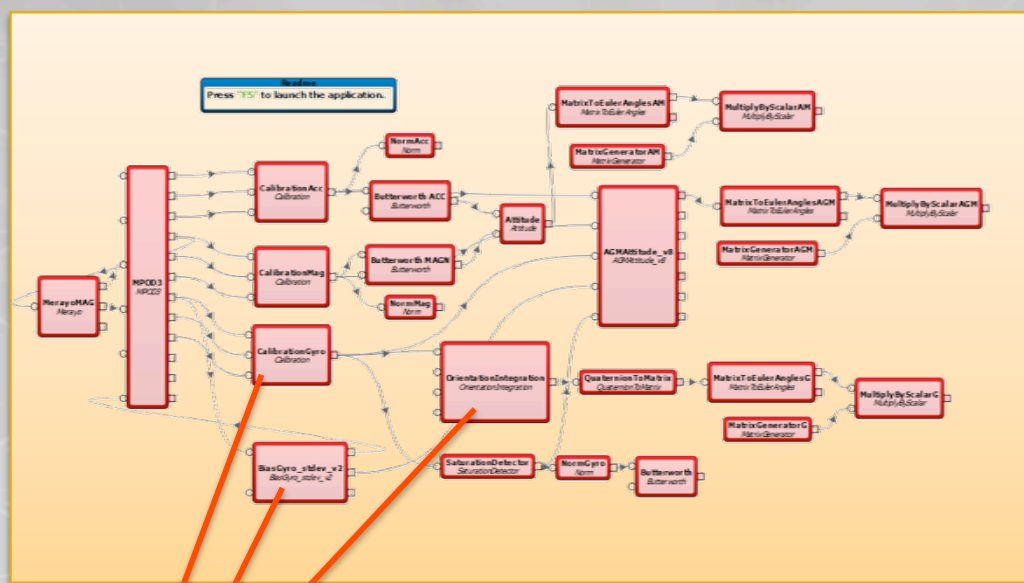 Readme
Press "F5" to launch the application.
MatrixToEulerAnglesAM
MatrixToEulerAngles
MultiplyByScalarAM
MultiplyByScalar
NormAcc
Norm
MatrixGeneratorAM
MatrixGenerator
CalibrationAcc
Calibration
Butterworth ACC
Butterworth
Attitude
Attitude
MatrixToEulerAnglesAGM
MatrixToEulerAngles
MultiplyByScalarAGM
MultiplyByScalar
AGMAttitude_v8
AGMAttitude_v8
MatrixGeneratorAGM
MatrixGenerator
CalibrationMag
Calibration
Butterworth MAGN
Butterworth
MPOD3
MPOD3
MerayoMAG
Merayo
NormMag
Norm
CalibrationGyro
Calibration
OrientationIntegration
OrientationIntegration
QuaternionToMatrix
QuaternionToMatrix
MatrixToEulerAnglesG
MatrixToEulerAngles
MultiplyByScalarG
MultiplyByScalar
MatrixGeneratorG
MatrixGenerator
BiasGyro_stdev_v2
BiasGyro_stdev_v2
SaturationDetector
SaturationDetector
NormGyro
Norm
Butterworth
Butterworth